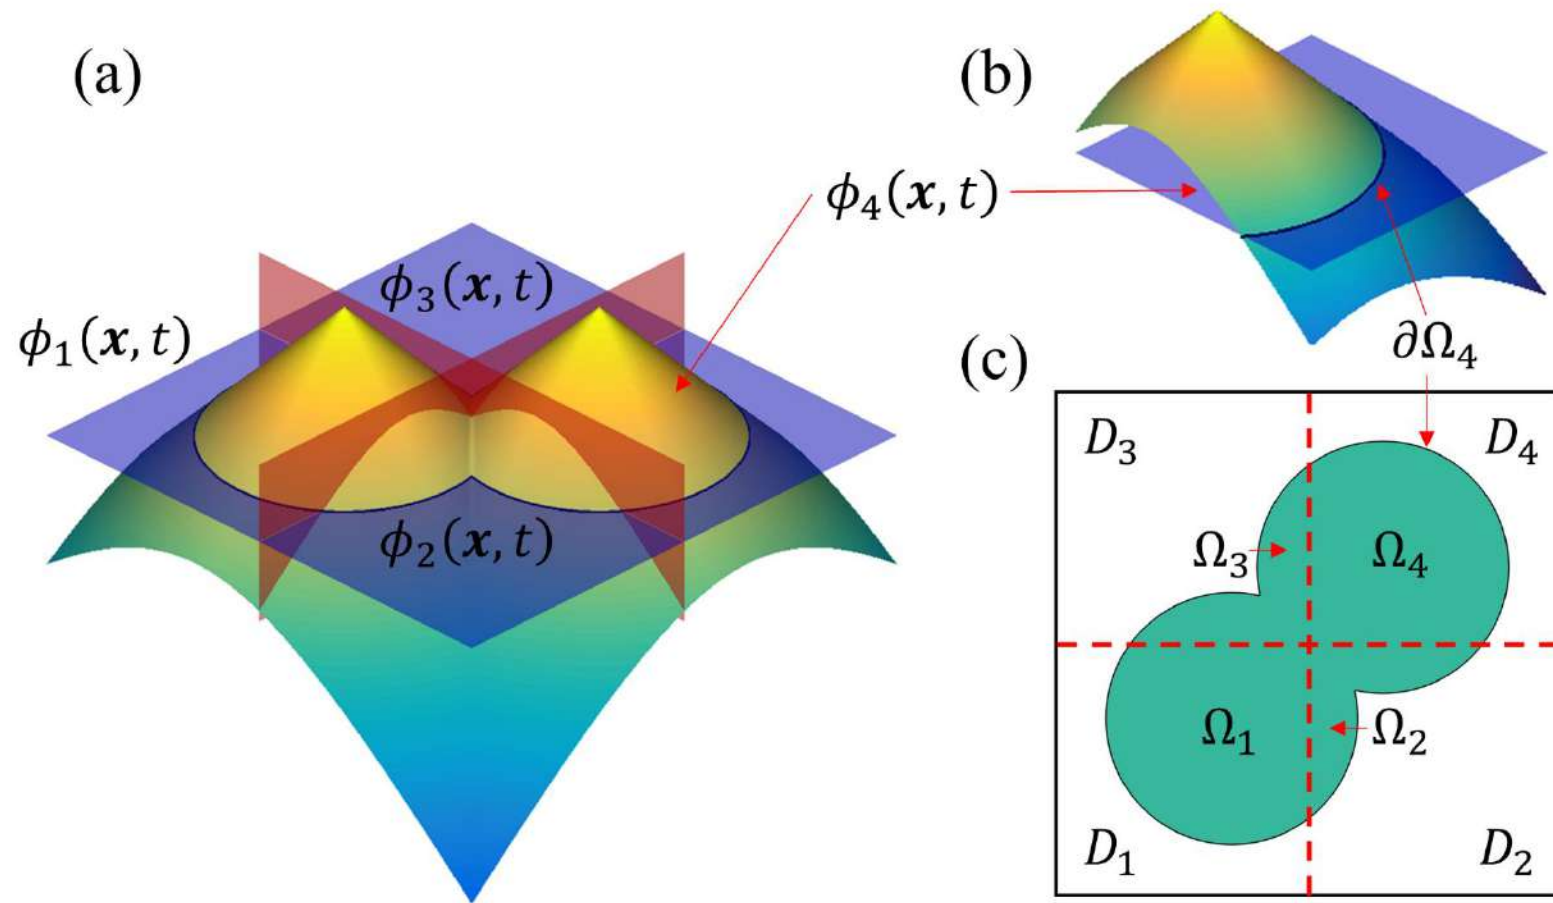 (a)
(b)
ϕ₄(𝒙, t)
ϕ₃(𝒙, t)
ϕ₁(𝒙, t)
ϕ₂(𝒙, t)
∂Ω₄
(c)
D₃
D₄
Ω₃
Ω₄
Ω₁
Ω₂
D₁
D₂